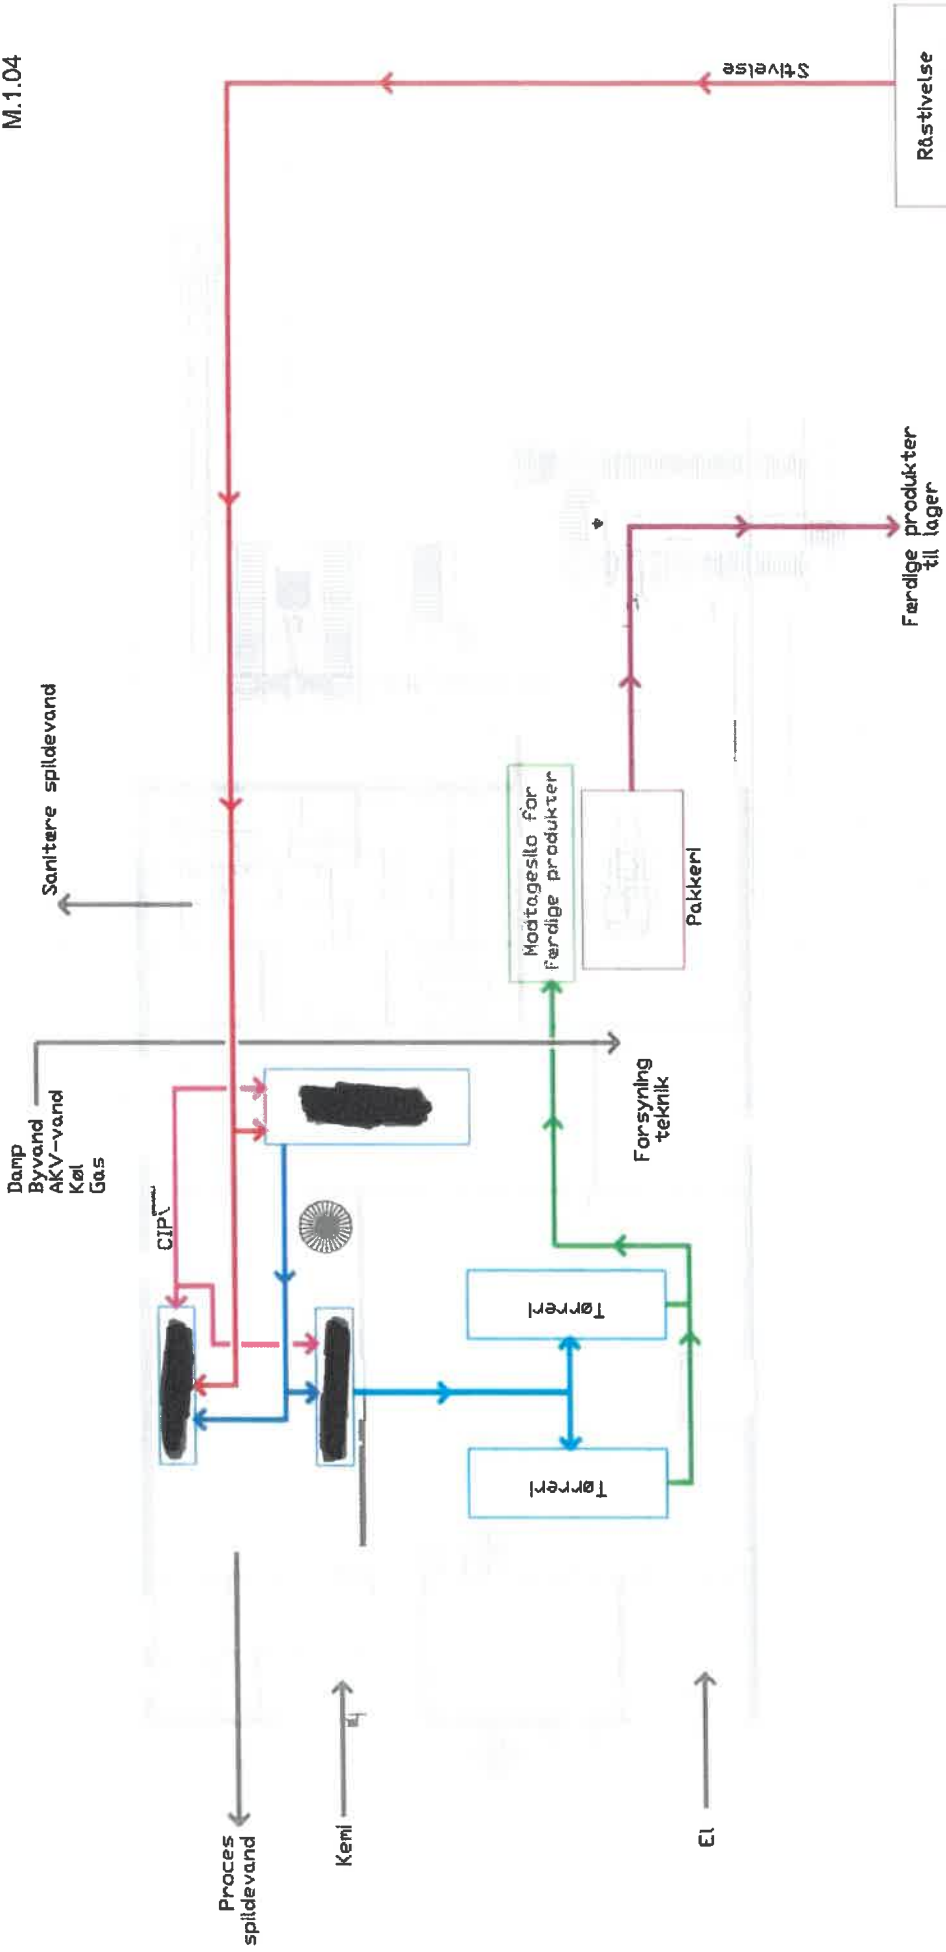 M.1.04
Damp
Byvand
AKV-vand
Køl
Gas
Sanitære spildevand
Stivelse
Råstivelse
CIP
Proces
spildevand
Kemi
El
Tørreri
Tørreri
Forsyning
teknik
Modtagesilo for
færdige produkter
Pakkeri
Færdige produkter
til lager